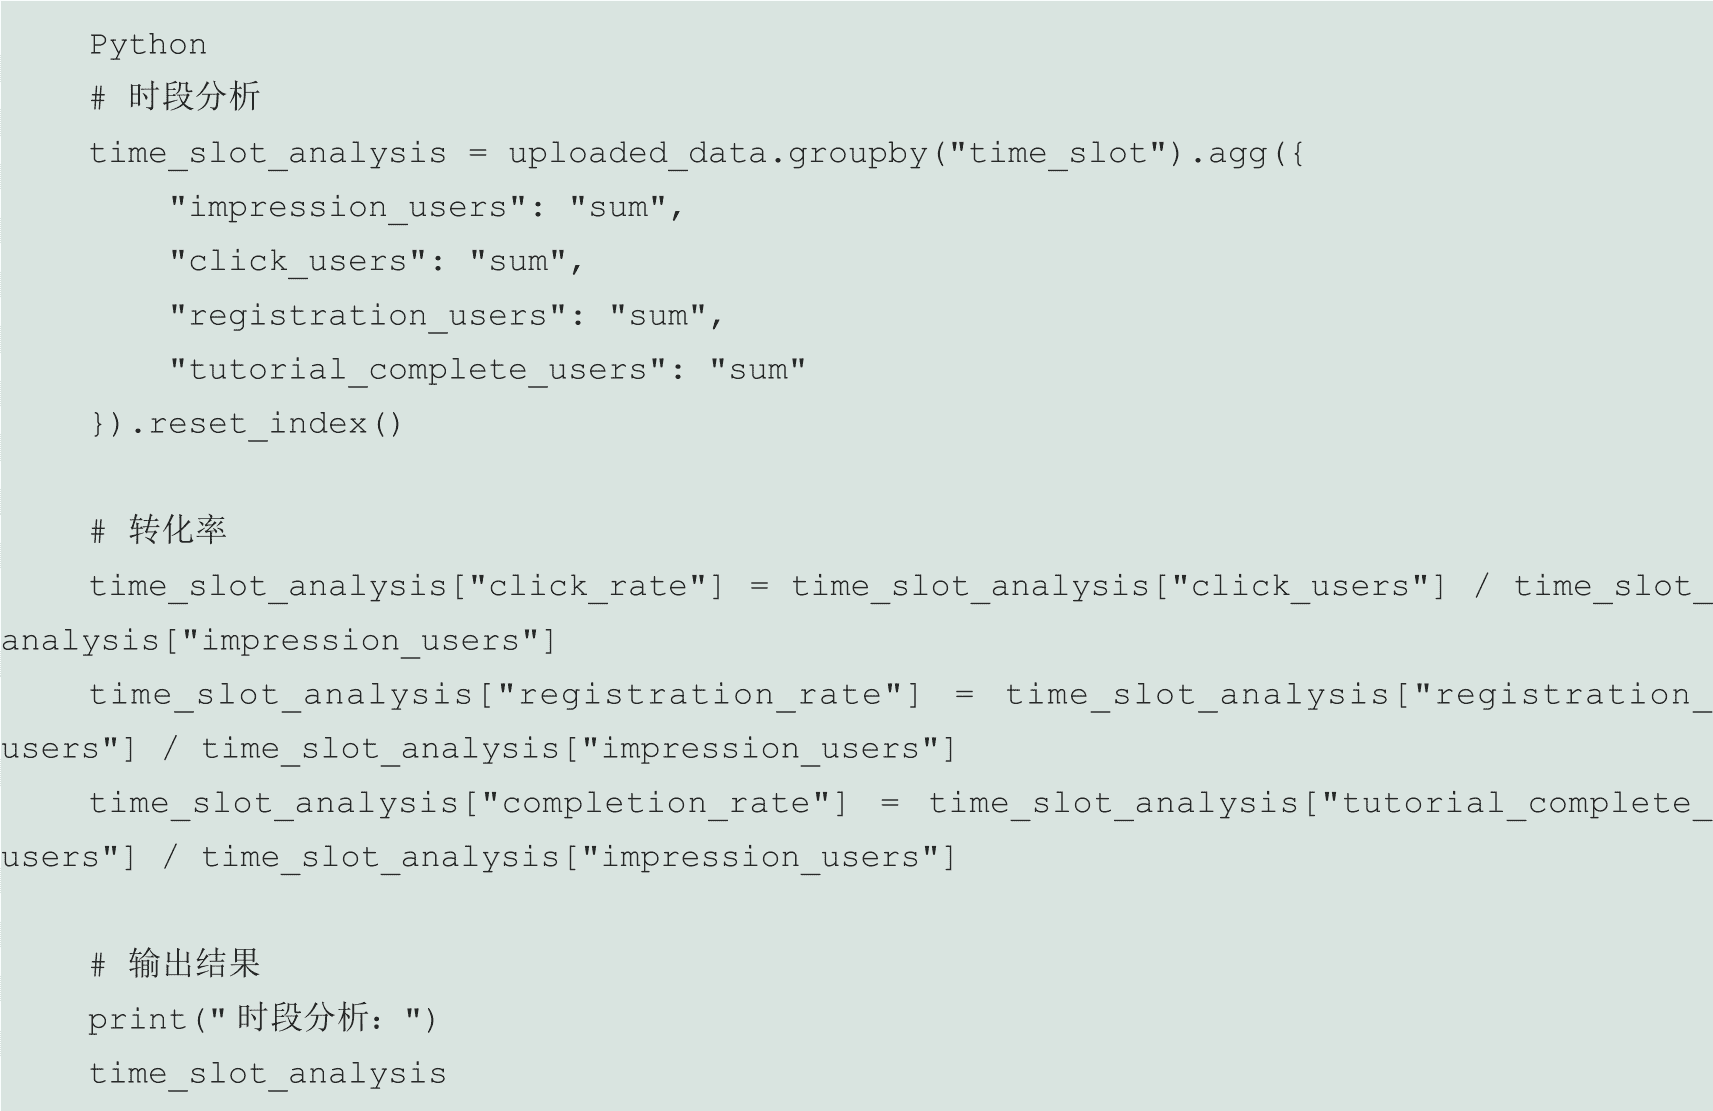 Python
# 时段分析
time_slot_analysis = uploaded_data.groupby("time_slot").agg({
    "impression_users": "sum",
    "click_users": "sum",
    "registration_users": "sum",
    "tutorial_complete_users": "sum"
}).reset_index()
# 转化率
time_slot_analysis["click_rate"] = time_slot_analysis["click_users"] / time_slot_
analysis["impression_users"]
time_slot_analysis["registration_rate"] = time_slot_analysis["registration_
users"] / time_slot_analysis["impression_users"]
time_slot_analysis["completion_rate"] = time_slot_analysis["tutorial_complete_
users"] / time_slot_analysis["impression_users"]
# 输出结果
print("时段分析：")
time_slot_analysis